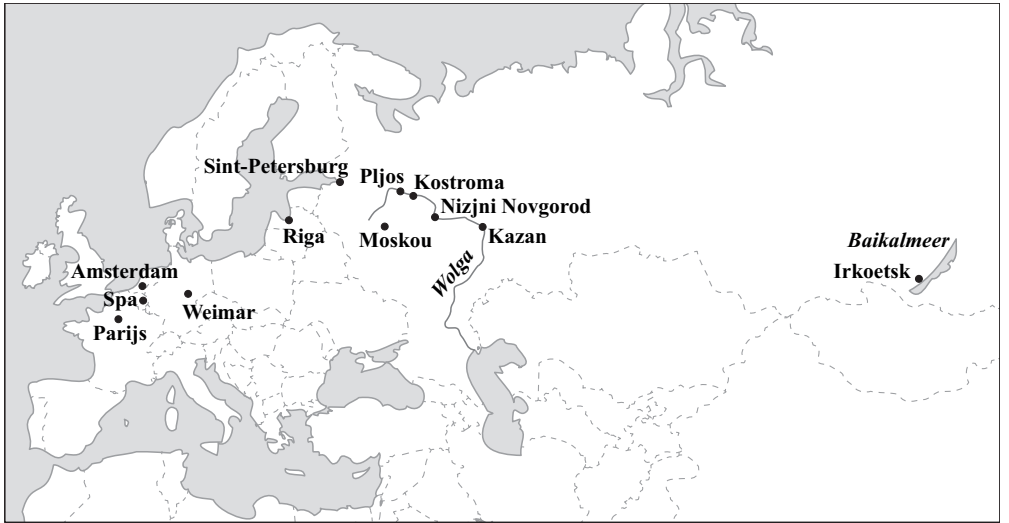 Sint-Petersburg
Pljos
Kostroma
Nizjni Novgorod
Riga
Moskou
Kazan
Baikalmeer
Irkoetsk
Wolga
Amsterdam
Spa
Weimar
Parijs